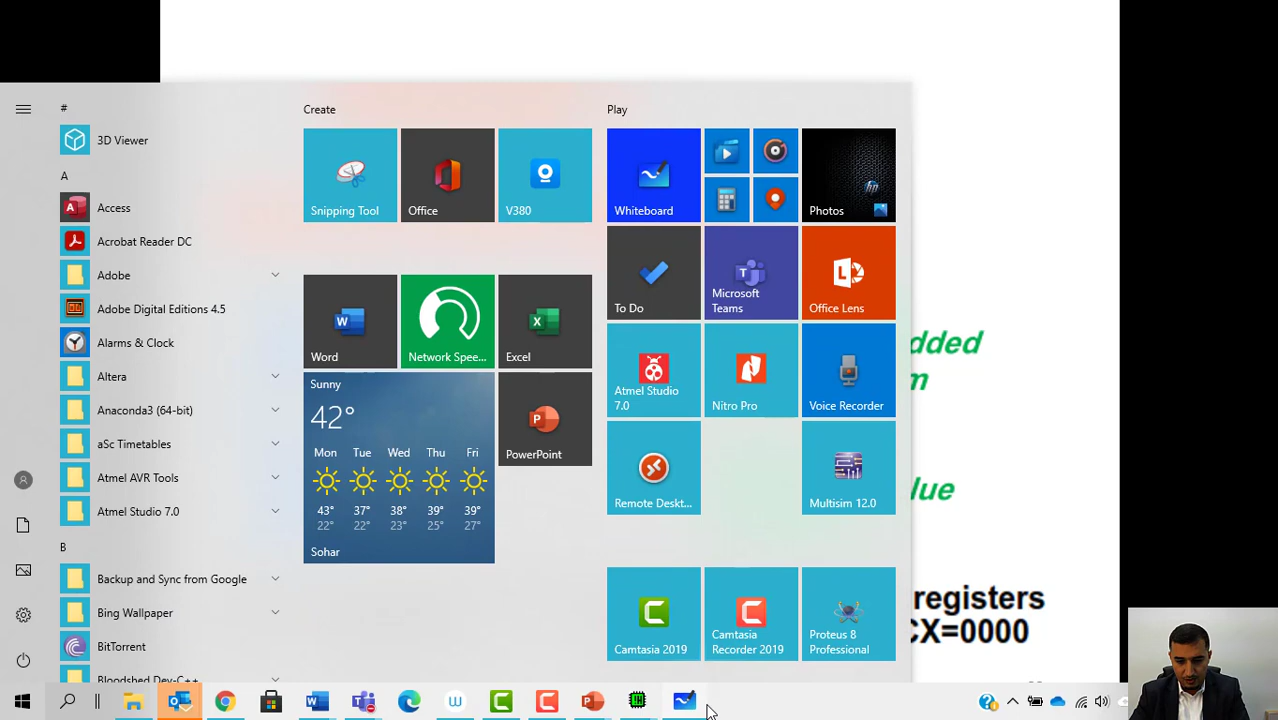 #
3D Viewer
A
Access
Acrobat Reader DC
Adobe
Adobe Digital Editions 4.5
Alarms & Clock
Altera
Anaconda3 (64-bit)
aSc Timetables
Atmel AVR Tools
Atmel Studio 7.0
B
Backup and Sync from Google
Bing Wallpaper
BitTorrent
Bloodshed Dev-C++
Create
Snipping Tool
Office
V380
Word
Network Spee...
Excel
Sunny
42°
Mon Tue Wed Thu Fri
43° 37° 38° 39° 39°
22° 22° 23° 25° 27°
Sohar
PowerPoint
Play
Whiteboard
hp
Photos
To Do
Microsoft
Teams
Office Lens
Atmel Studio
7.0
Nitro Pro
Voice Recorder
Remote Deskt...
Multisim 12.0
Camtasia 2019
Camtasia
Recorder 2019
Proteus 8
Professional
dded
m
lue
registers
CX=0000